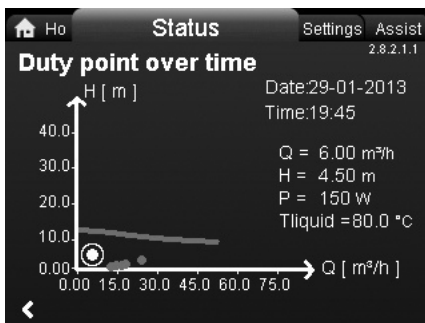 Ho Status Settings Assist
2.8.2.1.1
Duty point over time
H [ m ]
Date:29-01-2013
Time:19:45
40.0
30.0
20.0
10.0
0.00
Q = 6.00 m³/h
H = 4.50 m
P = 150 W
Tliquid =80.0 °C
0.00 15.0 30.0 45.0 60.0 75.0
Q [ m³/h ]